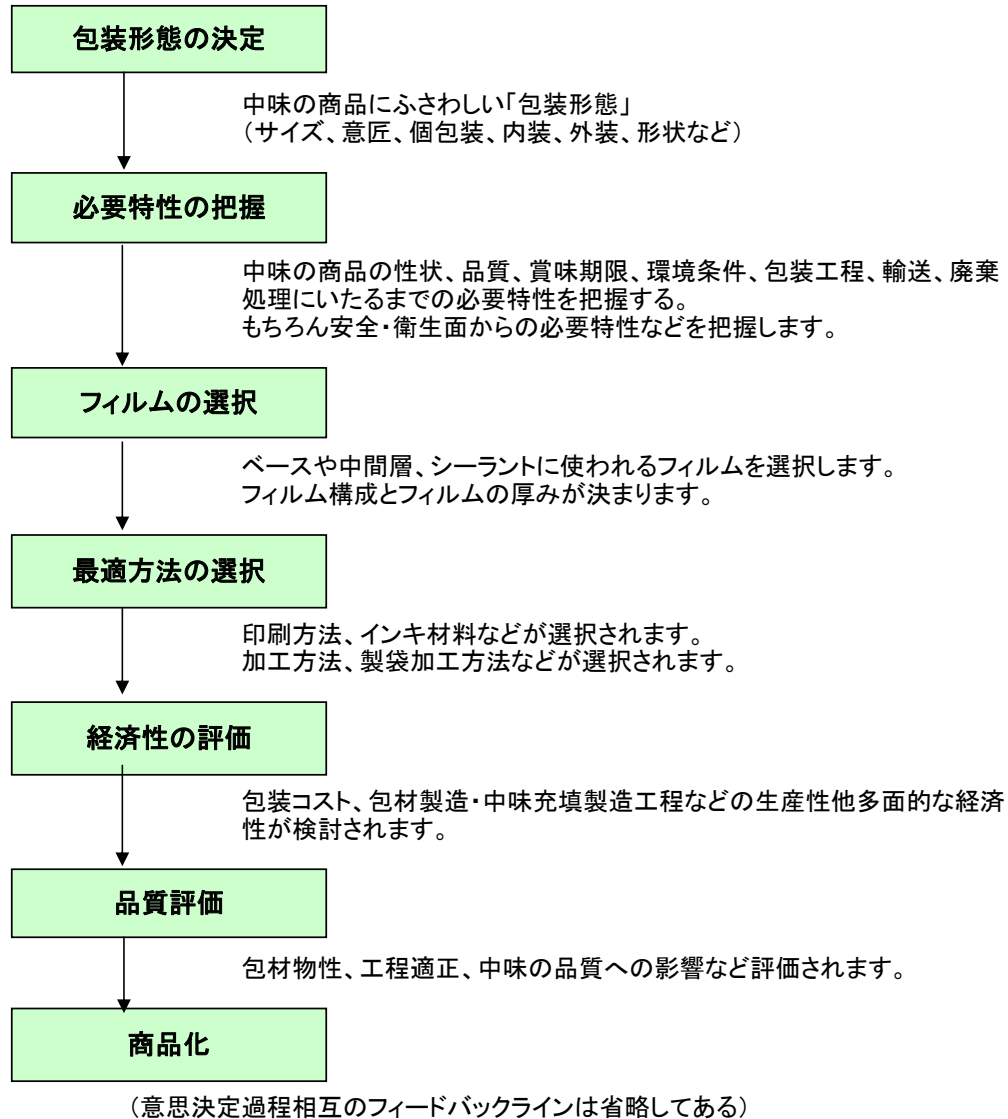 包装形態の決定
中味の商品にふさわしい「包装形態」
（サイズ、意匠、個包装、内装、外装、形状など）
必要特性の把握
中味の商品の性状、品質、賞味期限、環境条件、包装工程、輸送、廃棄
処理にいたるまでの必要特性を把握する。
もちろん安全・衛生面からの必要特性などを把握します。
フィルムの選択
ベースや中間層、シーラントに使われるフィルムを選択します。
フィルム構成とフィルムの厚みが決まります。
最適方法の選択
印刷方法、インキ材料などが選択されます。
加工方法、製袋加工方法などが選択されます。
経済性の評価
包装コスト、包材製造・中味充填製造工程などの生産性他多面的な経済
性が検討されます。
品質評価
包材物性、工程適正、中味の品質への影響など評価されます。
商品化
（意思決定過程相互のフィードバックラインは省略してある）